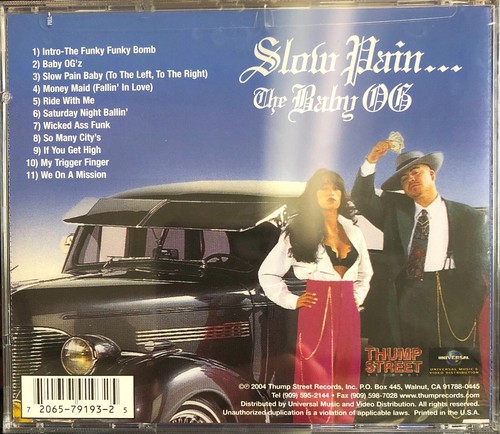 Slow Pain...
The Baby OG
1) Intro-The Funky Funky Bomb
2) Baby OG'z
3) Slow Pain Baby (To The Left, To The Right)
4) Money Maid (Fallin' In Love)
5) Ride With Me
6) Saturday Night Ballin'
7) Wicked Ass Funk
8) So Many City's
9) If You Get High
10) My Trigger Finger
11) We On A Mission
THUMP
STREET
RECORDS
UNIVERSAL
UNIVERSAL MUSIC &
VIDEO DISTRIBUTION
©℗ 2004 Thump Street Records, Inc. P.O. Box 445, Walnut, CA 91788-0445
Tel (909) 595-2144 • Fax (909) 598-7028 www.thumprecords.com
Distributed by Universal Music and Video Distribution. All rights reserved.
Unauthorized duplication is a violation of applicable laws. Printed in the U.S.A.
7 2065-79193-2 5